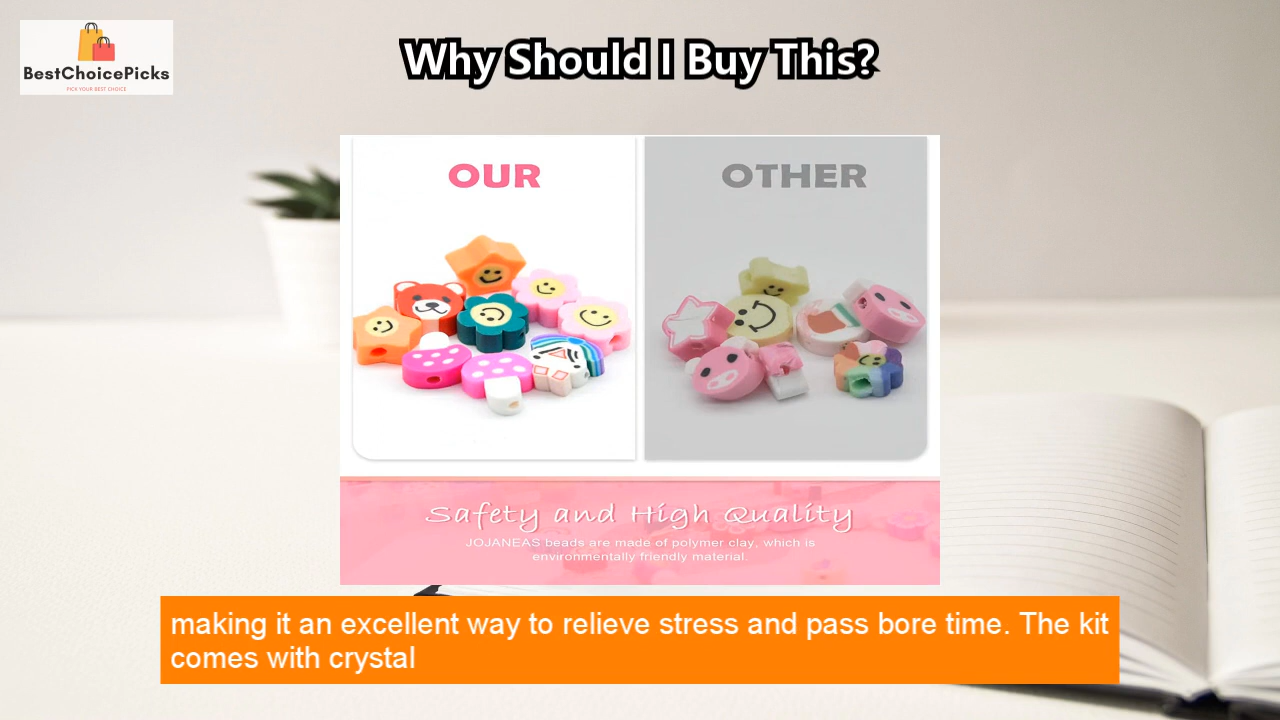 BestChoicePicks
PICK YOUR BEST CHOICE
Why Should I Buy This?
OUR
OTHER
Safety and High Quality
JOJANEAS beads are made of polymer clay, which is
environmentally friendly material.
making it an excellent way to relieve stress and pass bore time. The kit
comes with crystal